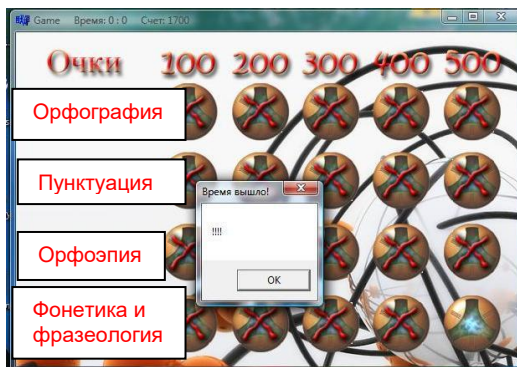 Game Время: 0 : 0 Счет: 1700
Очки 100 200 300 400 500
Орфография
Пунктуация
Время вышло!
!!!!
Орфоэпия
OK
Фонетика и
фразеология